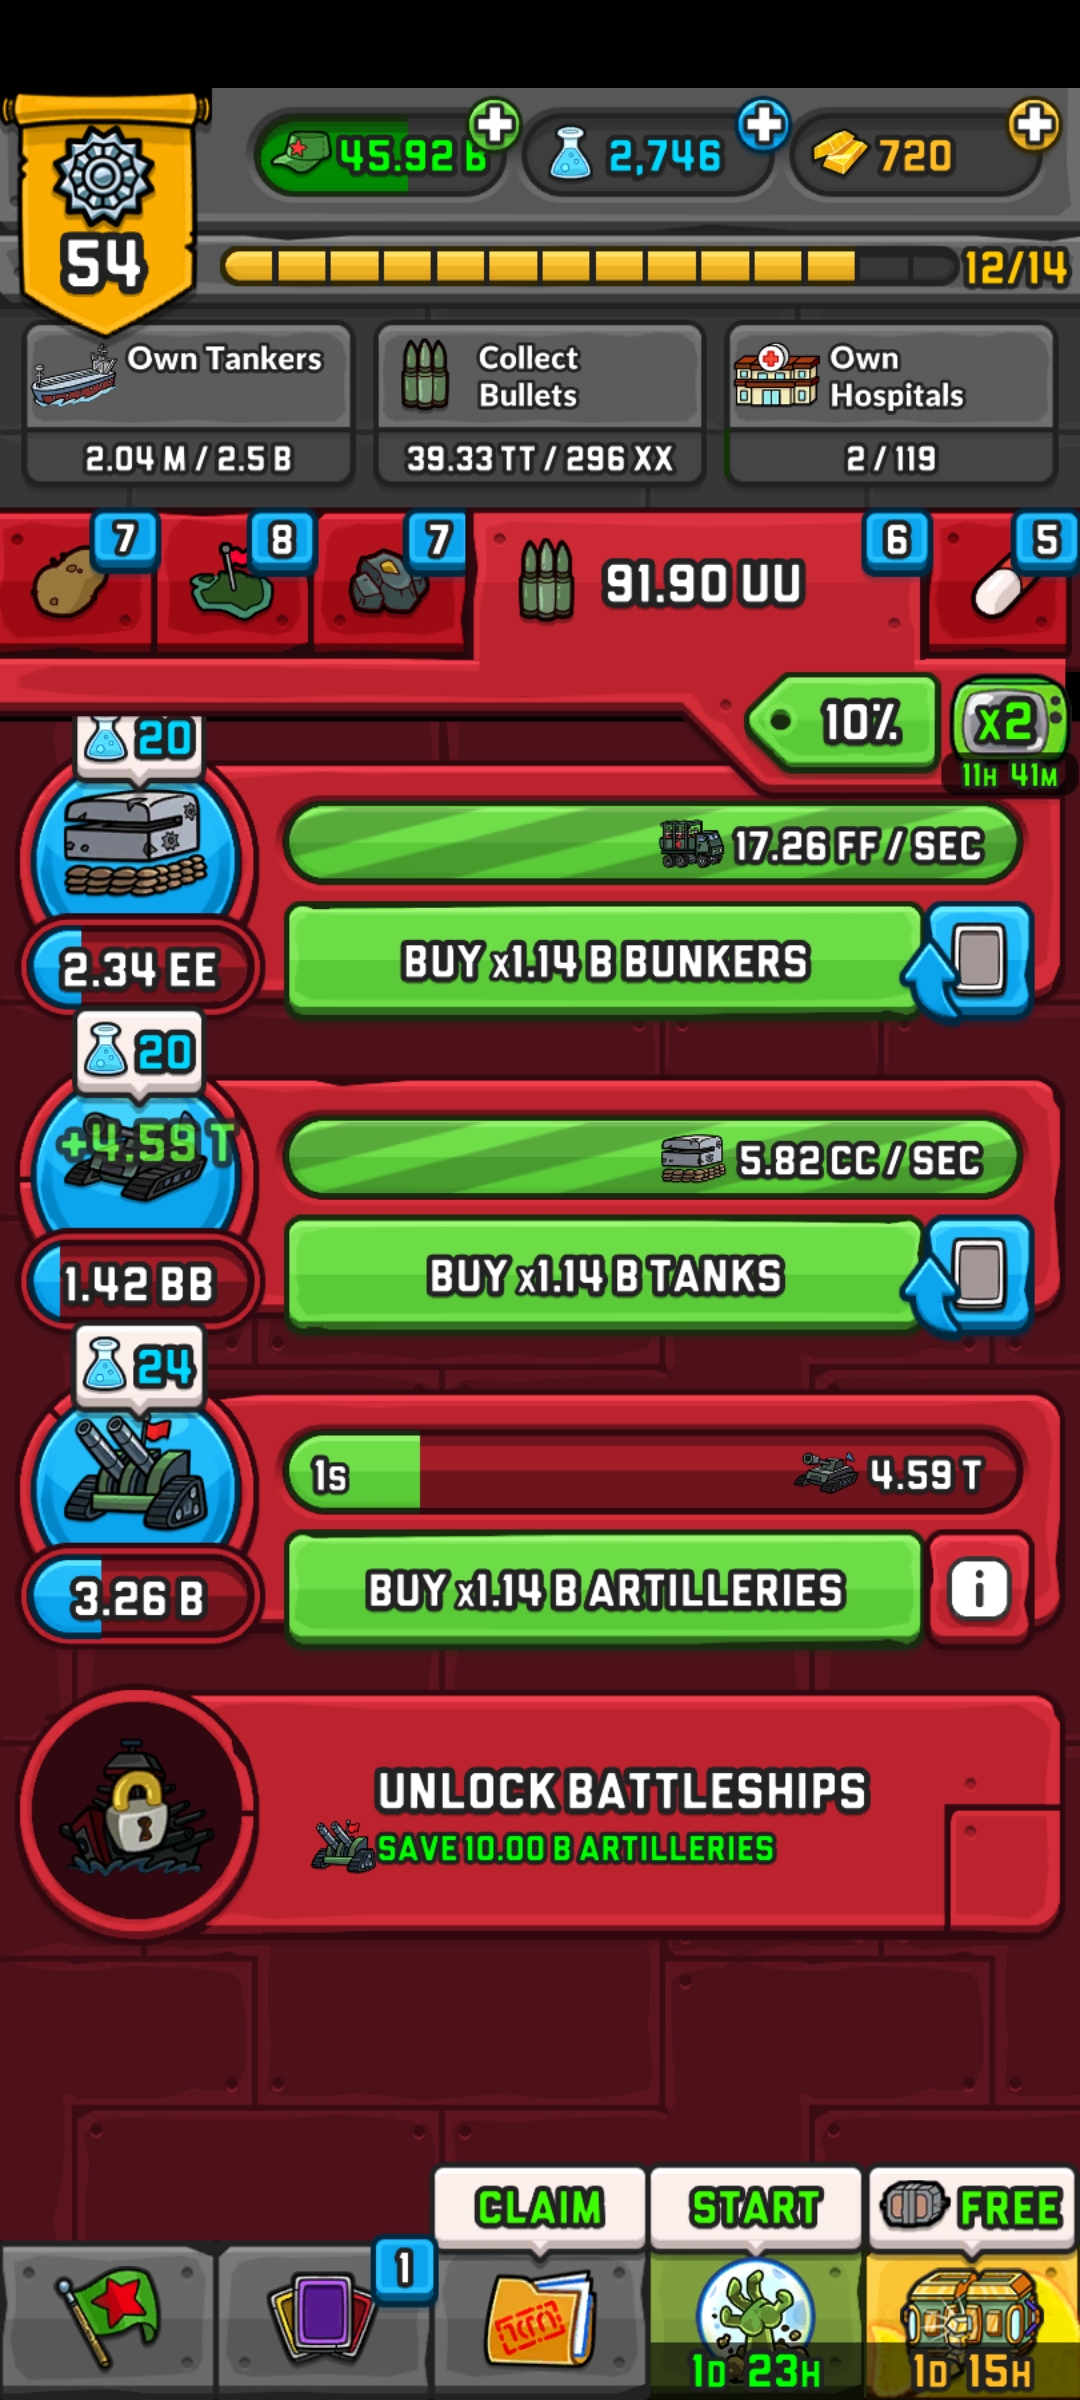 54
45.92 B
2,746
720
12/14
Own Tankers
2.04 M / 2.5 B
Collect
Bullets
39.33 TT / 296 XX
Own
Hospitals
2 / 119
7
8
7
91.90 UU
6
5
10%
x2
11H 41M
20
17.26 FF / SEC
2.34 EE
BUY x1.14 B BUNKERS
20
+4.59 T
5.82 CC / SEC
1.42 BB
BUY x1.14 B TANKS
24
1s
4.59 T
3.26 B
BUY x1.14 B ARTILLERIES
i
UNLOCK BATTLESHIPS
SAVE 10.00 B ARTILLERIES
CLAIM
START
FREE
1
1D 23H
1D 15H